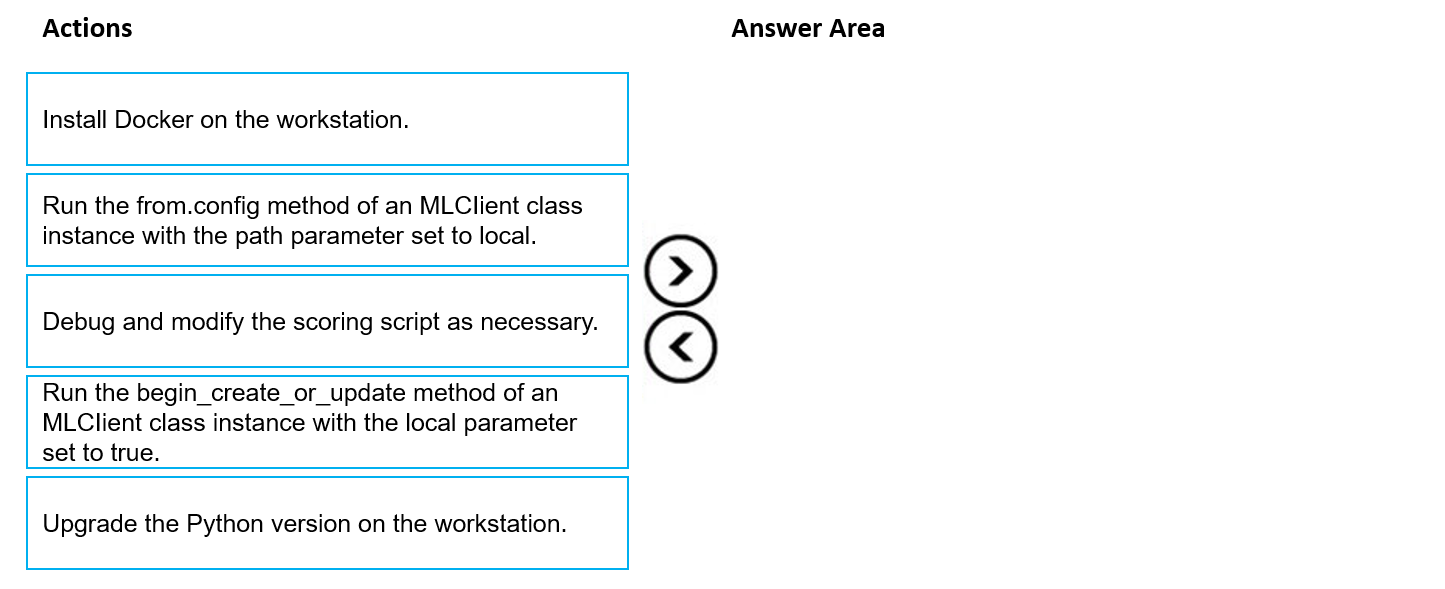 Actions
Answer Area
Install Docker on the workstation.
Run the from.config method of an MLClient class
instance with the path parameter set to local.
Debug and modify the scoring script as necessary.
Run the begin_create_or_update method of an
MLClient class instance with the local parameter
set to true.
Upgrade the Python version on the workstation.